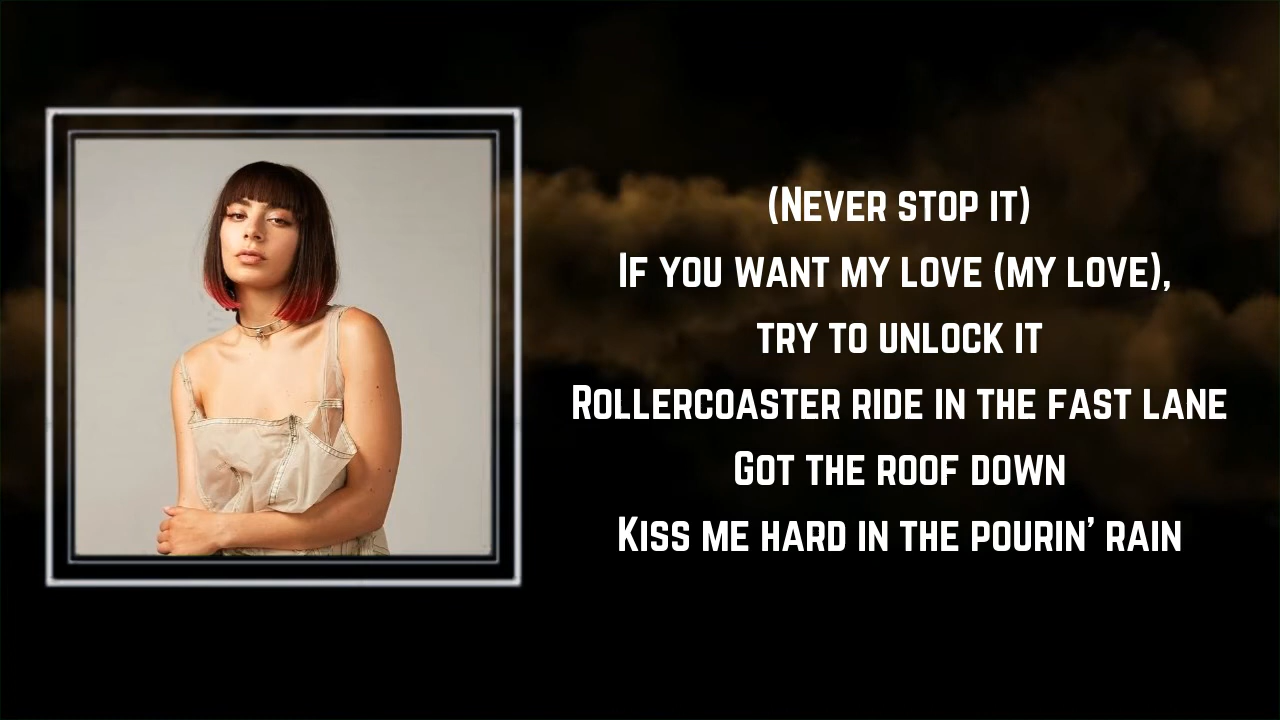 (Never stop it)
If you want my love (my love),
try to unlock it
Rollercoaster ride in the fast lane
Got the roof down
Kiss me hard in the pourin' rain